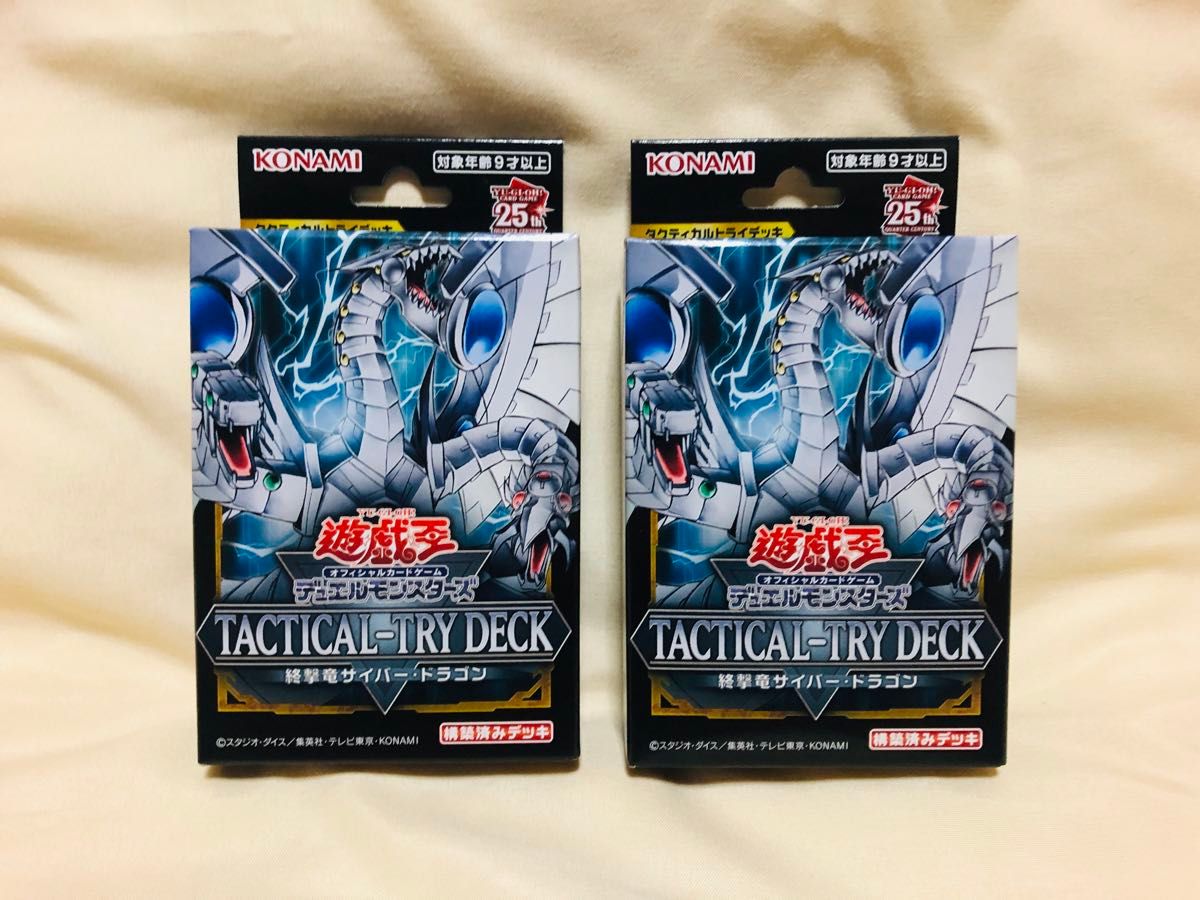 KONAMI
対象年齢9才以上
YU-GI-OH!
CARD GAME
25th
QUARTER CENTURY
タクティカルトライデッキ
YU-GI-OH!
遊戯王
オフィシャルカードゲーム
デュエルモンスターズ
TACTICAL-TRY DECK
終撃竜サイバー・ドラゴン
©スタジオ・ダイス/集英社・テレビ東京・KONAMI
構築済みデッキ
KONAMI
対象年齢9才以上
YU-GI-OH!
CARD GAME
25th
QUARTER CENTURY
タクティカルトライデッキ
YU-GI-OH!
遊戯王
オフィシャルカードゲーム
デュエルモンスターズ
TACTICAL-TRY DECK
終撃竜サイバー・ドラゴン
©スタジオ・ダイス/集英社・テレビ東京・KONAMI
構築済みデッキ